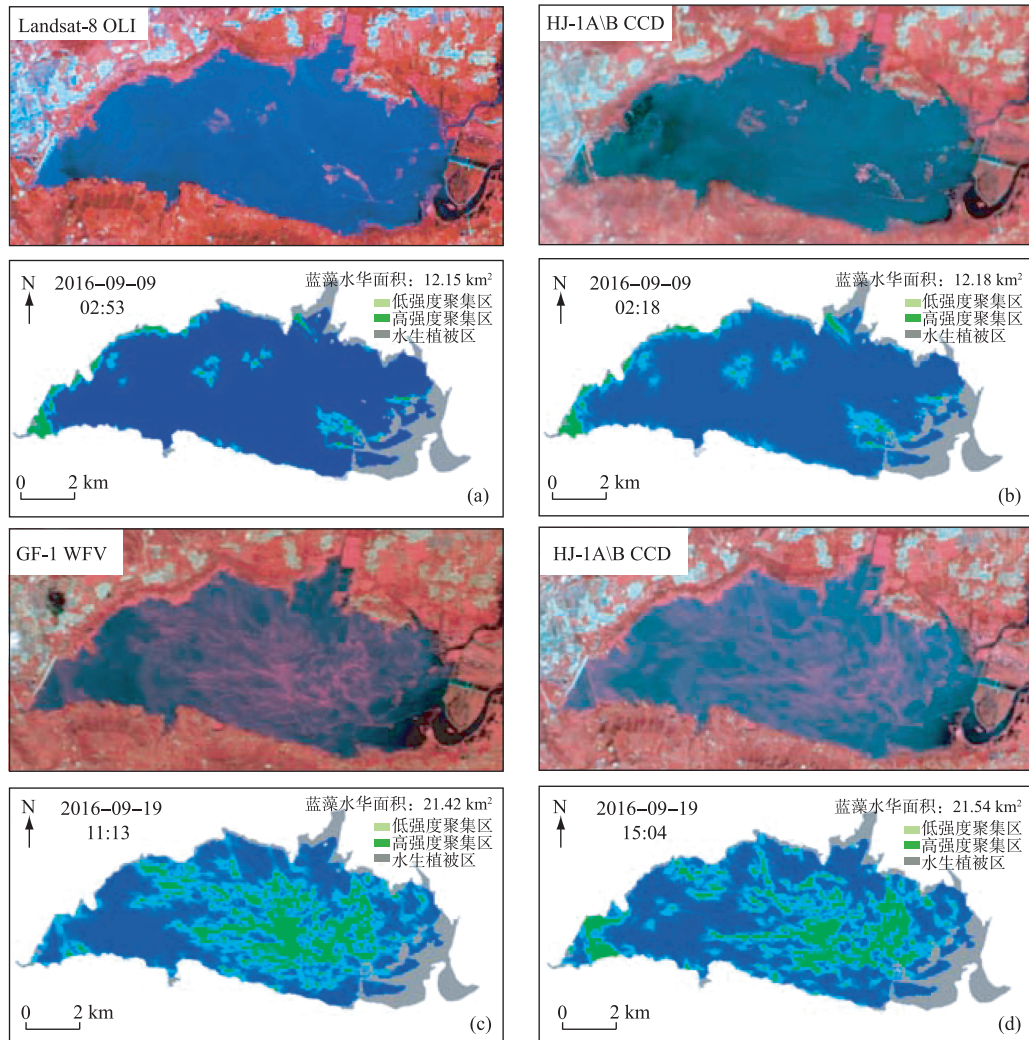 Landsat-8 OLI
HJ-1A\B CCD
N
2016-09-09
02:53
蓝藻水华面积：12.15 km²
低强度聚集区
高强度聚集区
水生植被区
0 2 km
(a)
N
2016-09-09
02:18
蓝藻水华面积：12.18 km²
低强度聚集区
高强度聚集区
水生植被区
0 2 km
(b)
GF-1 WFV
HJ-1A\B CCD
N
2016-09-19
11:13
蓝藻水华面积：21.42 km²
低强度聚集区
高强度聚集区
水生植被区
0 2 km
(c)
N
2016-09-19
15:04
蓝藻水华面积：21.54 km²
低强度聚集区
高强度聚集区
水生植被区
0 2 km
(d)